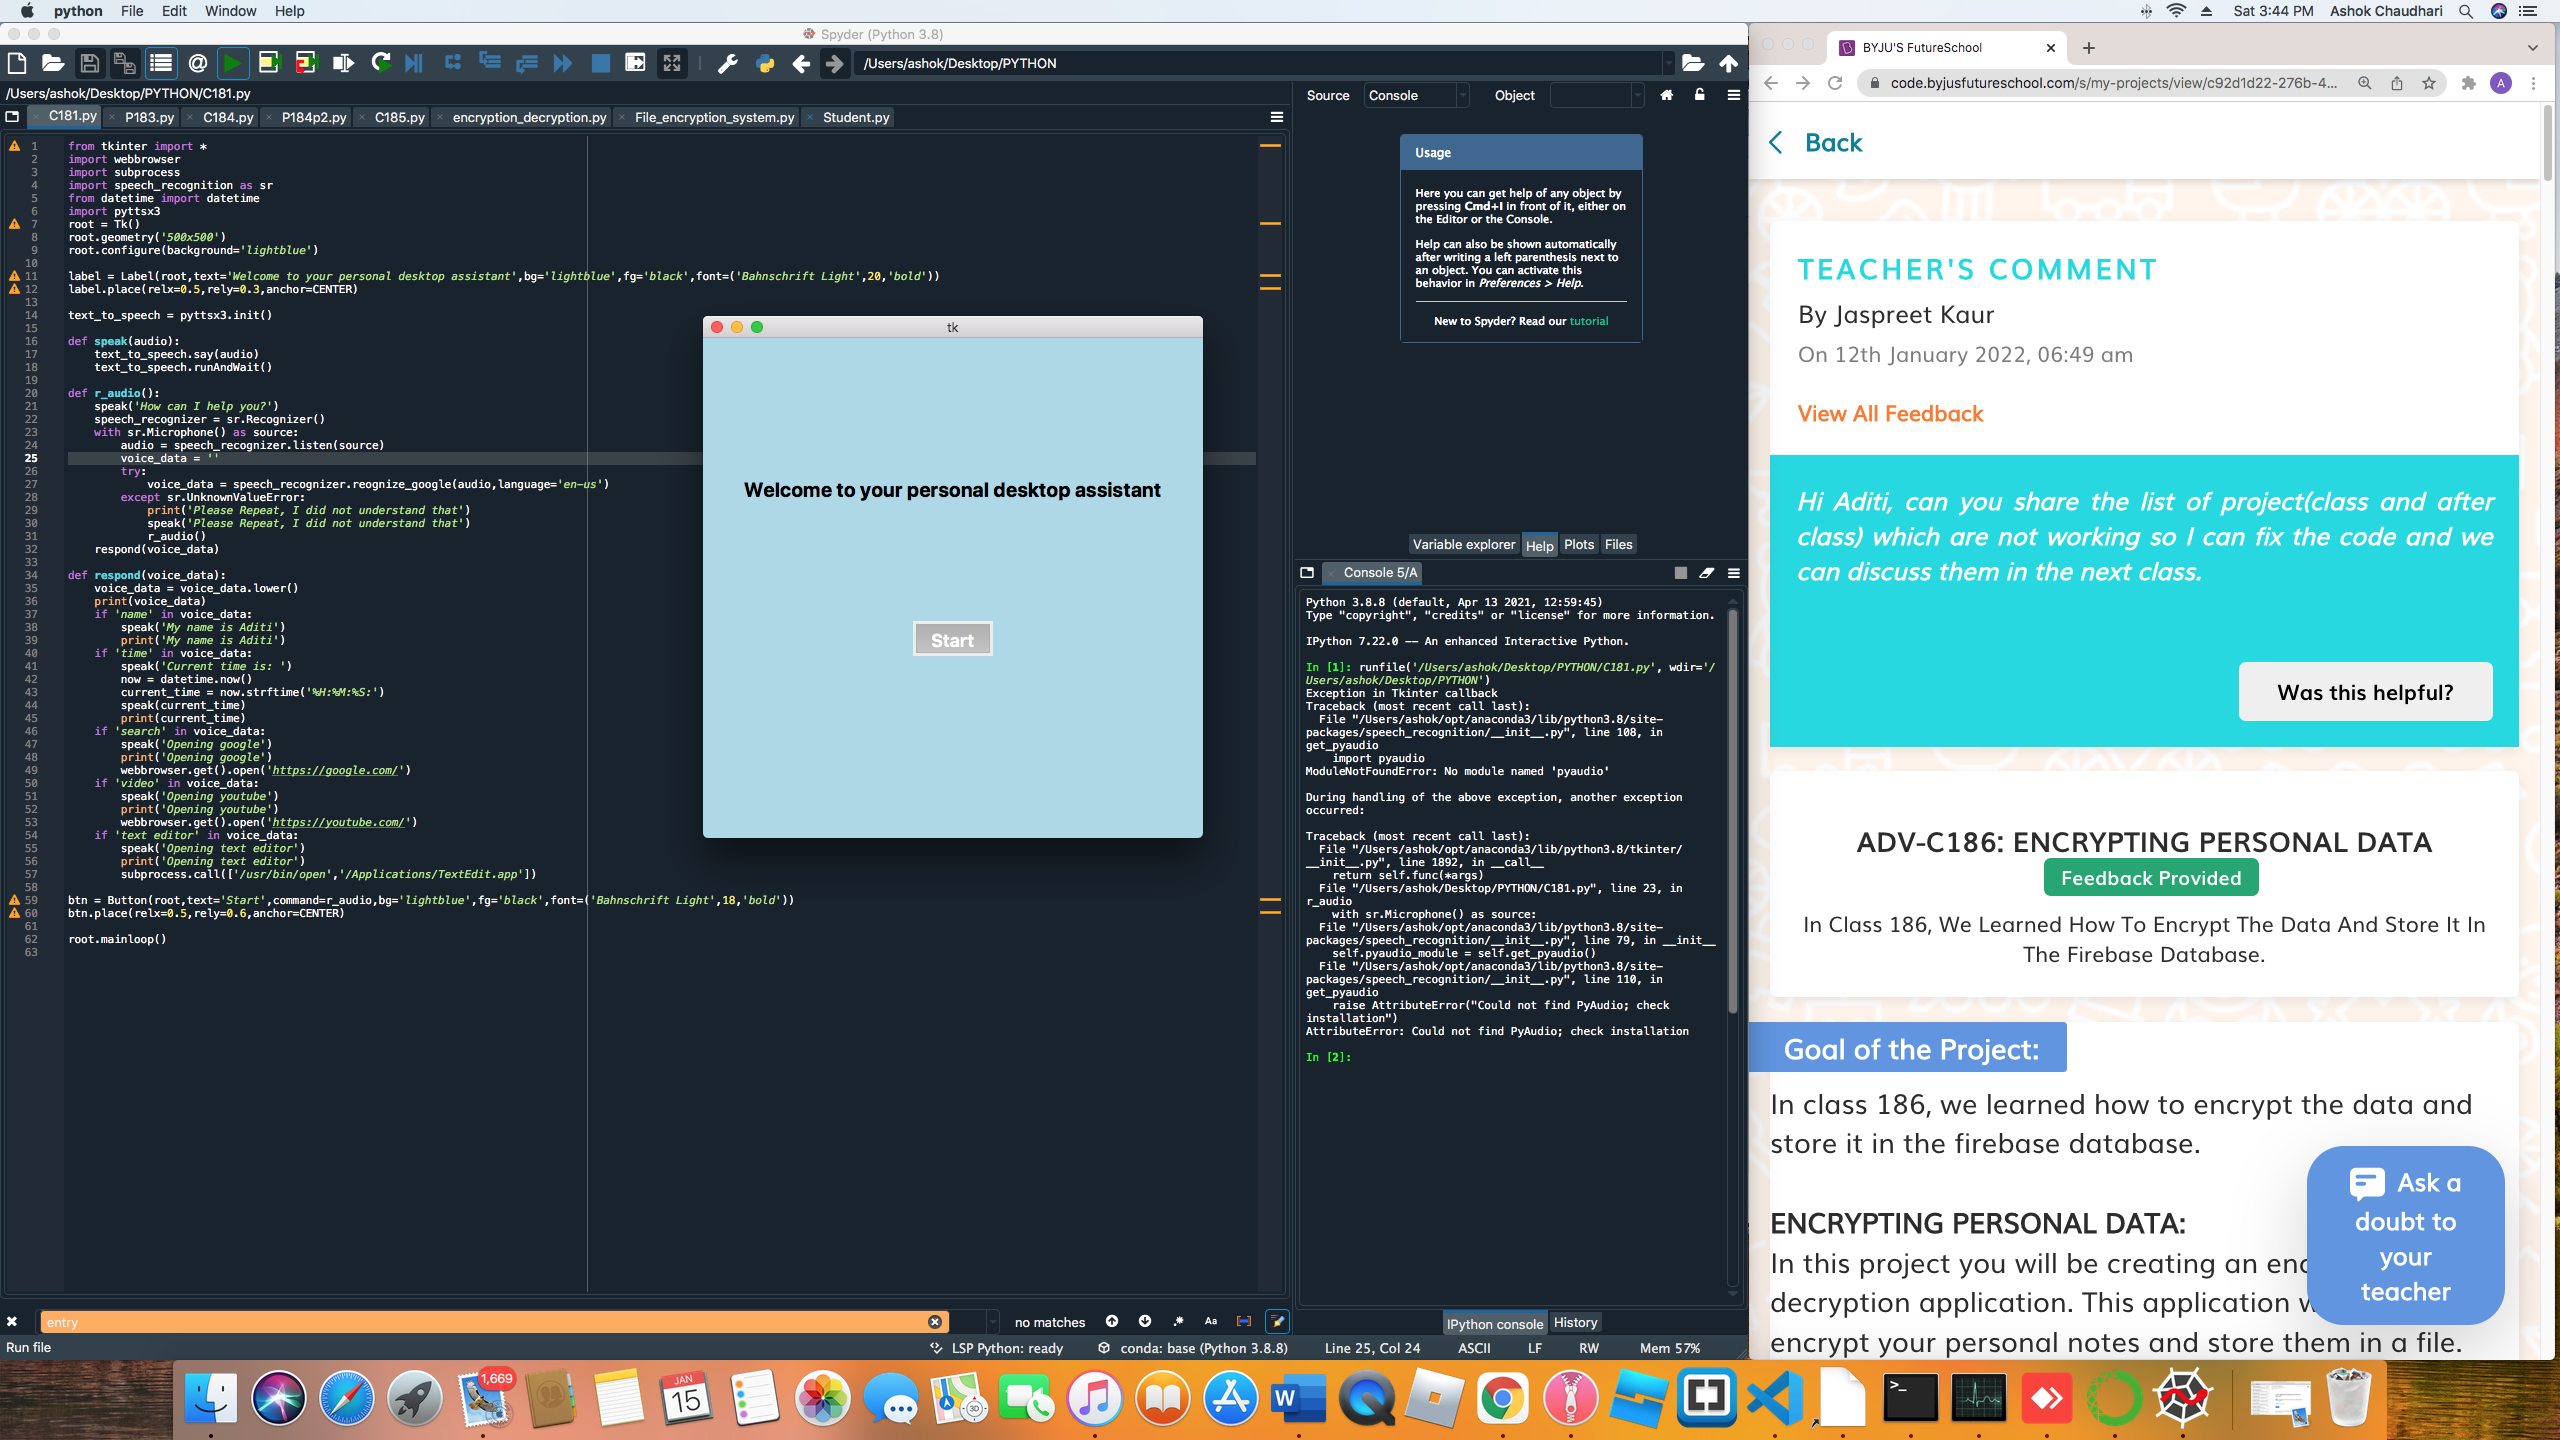 python File Edit Window Help
Sat 3:44 PM Ashok Chaudhari
Spyder (Python 3.8)
/Users/ashok/Desktop/PYTHON
/Users/ashok/Desktop/PYTHON/C181.py
C181.py P183.py C184.py P184p2.py C185.py encryption_decryption.py File_encryption_system.py Student.py
1 from tkinter import *
2 import webbrowser
3 import subprocess
4 import speech_recognition as sr
5 from datetime import datetime
6 import pyttsx3
7 root = Tk()
8 root.geometry('500x500')
9 root.configure(background='lightblue')
10
11 label = Label(root,text='Welcome to your personal desktop assistant',bg='lightblue',fg='black',font=('Bahnschrift Light',20,'bold'))
12 label.place(relx=0.5,rely=0.3,anchor=CENTER)
13
14 text_to_speech = pyttsx3.init()
15
16 def speak(audio):
17 text_to_speech.say(audio)
18 text_to_speech.runAndWait()
19
20 def r_audio():
21 speak('How can I help you?')
22 speech_recognizer = sr.Recognizer()
23 with sr.Microphone() as source:
24 audio = speech_recognizer.listen(source)
25 voice_data = ''
26 try:
27 voice_data = speech_recognizer.reognize_google(audio,language='en-us')
28 except sr.UnknownValueError:
29 print('Please Repeat, I did not understand that')
30 speak('Please Repeat, I did not understand that')
31 r_audio()
32 respond(voice_data)
33
34 def respond(voice_data):
35 voice_data = voice_data.lower()
36 print(voice_data)
37 if 'name' in voice_data:
38 speak('My name is Aditi')
39 print('My name is Aditi')
40 if 'time' in voice_data:
41 speak('Current time is: ')
42 now = datetime.now()
43 current_time = now.strftime('%H:%M:%S:')
44 speak(current_time)
45 print(current_time)
46 if 'search' in voice_data:
47 speak('Opening google')
48 print('Opening google')
49 webbrowser.get().open('https://google.com/')
50 if 'video' in voice_data:
51 speak('Opening youtube')
52 print('Opening youtube')
53 webbrowser.get().open('https://youtube.com/')
54 if 'text editor' in voice_data:
55 speak('Opening text editor')
56 print('Opening text editor')
57 subprocess.call(['/usr/bin/open','/Applications/TextEdit.app'])
58
59 btn = Button(root,text='Start',command=r_audio,bg='lightblue',fg='black',font=('Bahnschrift Light',18,'bold'))
60 btn.place(relx=0.5,rely=0.6,anchor=CENTER)
61
62 root.mainloop()
63
tk
Welcome to your personal desktop assistant
Start
entry
no matches
Aa
Run file
LSP Python: ready
conda: base (Python 3.8.8)
Line 25, Col 24
ASCII
LF
RW
Mem 57%
Source Console Object
Usage
Here you can get help of any object by
pressing Cmd+I in front of it, either on
the Editor or the Console.
Help can also be shown automatically
after writing a left parenthesis next to
an object. You can activate this
behavior in Preferences > Help.
New to Spyder? Read our tutorial
Variable explorer Help Plots Files
Console 5/A
Python 3.8.8 (default, Apr 13 2021, 12:59:45)
Type "copyright", "credits" or "license" for more information.
IPython 7.22.0 -- An enhanced Interactive Python.
In [1]: runfile('/Users/ashok/Desktop/PYTHON/C181.py', wdir='/
Users/ashok/Desktop/PYTHON')
Exception in Tkinter callback
Traceback (most recent call last):
File "/Users/ashok/opt/anaconda3/lib/python3.8/site-
packages/speech_recognition/__init__.py", line 108, in
get_pyaudio
import pyaudio
ModuleNotFoundError: No module named 'pyaudio'
During handling of the above exception, another exception
occurred:
Traceback (most recent call last):
File "/Users/ashok/opt/anaconda3/lib/python3.8/tkinter/
__init__.py", line 1892, in __call__
return self.func(*args)
File "/Users/ashok/Desktop/PYTHON/C181.py", line 23, in
r_audio
with sr.Microphone() as source:
File "/Users/ashok/opt/anaconda3/lib/python3.8/site-
packages/speech_recognition/__init__.py", line 79, in __init__
self.pyaudio_module = self.get_pyaudio()
File "/Users/ashok/opt/anaconda3/lib/python3.8/site-
packages/speech_recognition/__init__.py", line 110, in
get_pyaudio
raise AttributeError("Could not find PyAudio; check
installation")
AttributeError: Could not find PyAudio; check installation
In [2]:
IPython console History
BYJU'S FutureSchool
code.byjusfutureschool.com/s/my-projects/view/c92d1d22-276b-4...
A
Back
TEACHER'S COMMENT
By Jaspreet Kaur
On 12th January 2022, 06:49 am
View All Feedback
Hi Aditi, can you share the list of project(class and after
class) which are not working so I can fix the code and we
can discuss them in the next class.
Was this helpful?
ADV-C186: ENCRYPTING PERSONAL DATA
Feedback Provided
In Class 186, We Learned How To Encrypt The Data And Store It In
The Firebase Database.
Goal of the Project:
In class 186, we learned how to encrypt the data and
store it in the firebase database.
ENCRYPTING PERSONAL DATA:
In this project you will be creating an enc
decryption application. This application w
encrypt your personal notes and store them in a file.
Ask a
doubt to
your
teacher
1,669
JAN
15
3D
W
>_